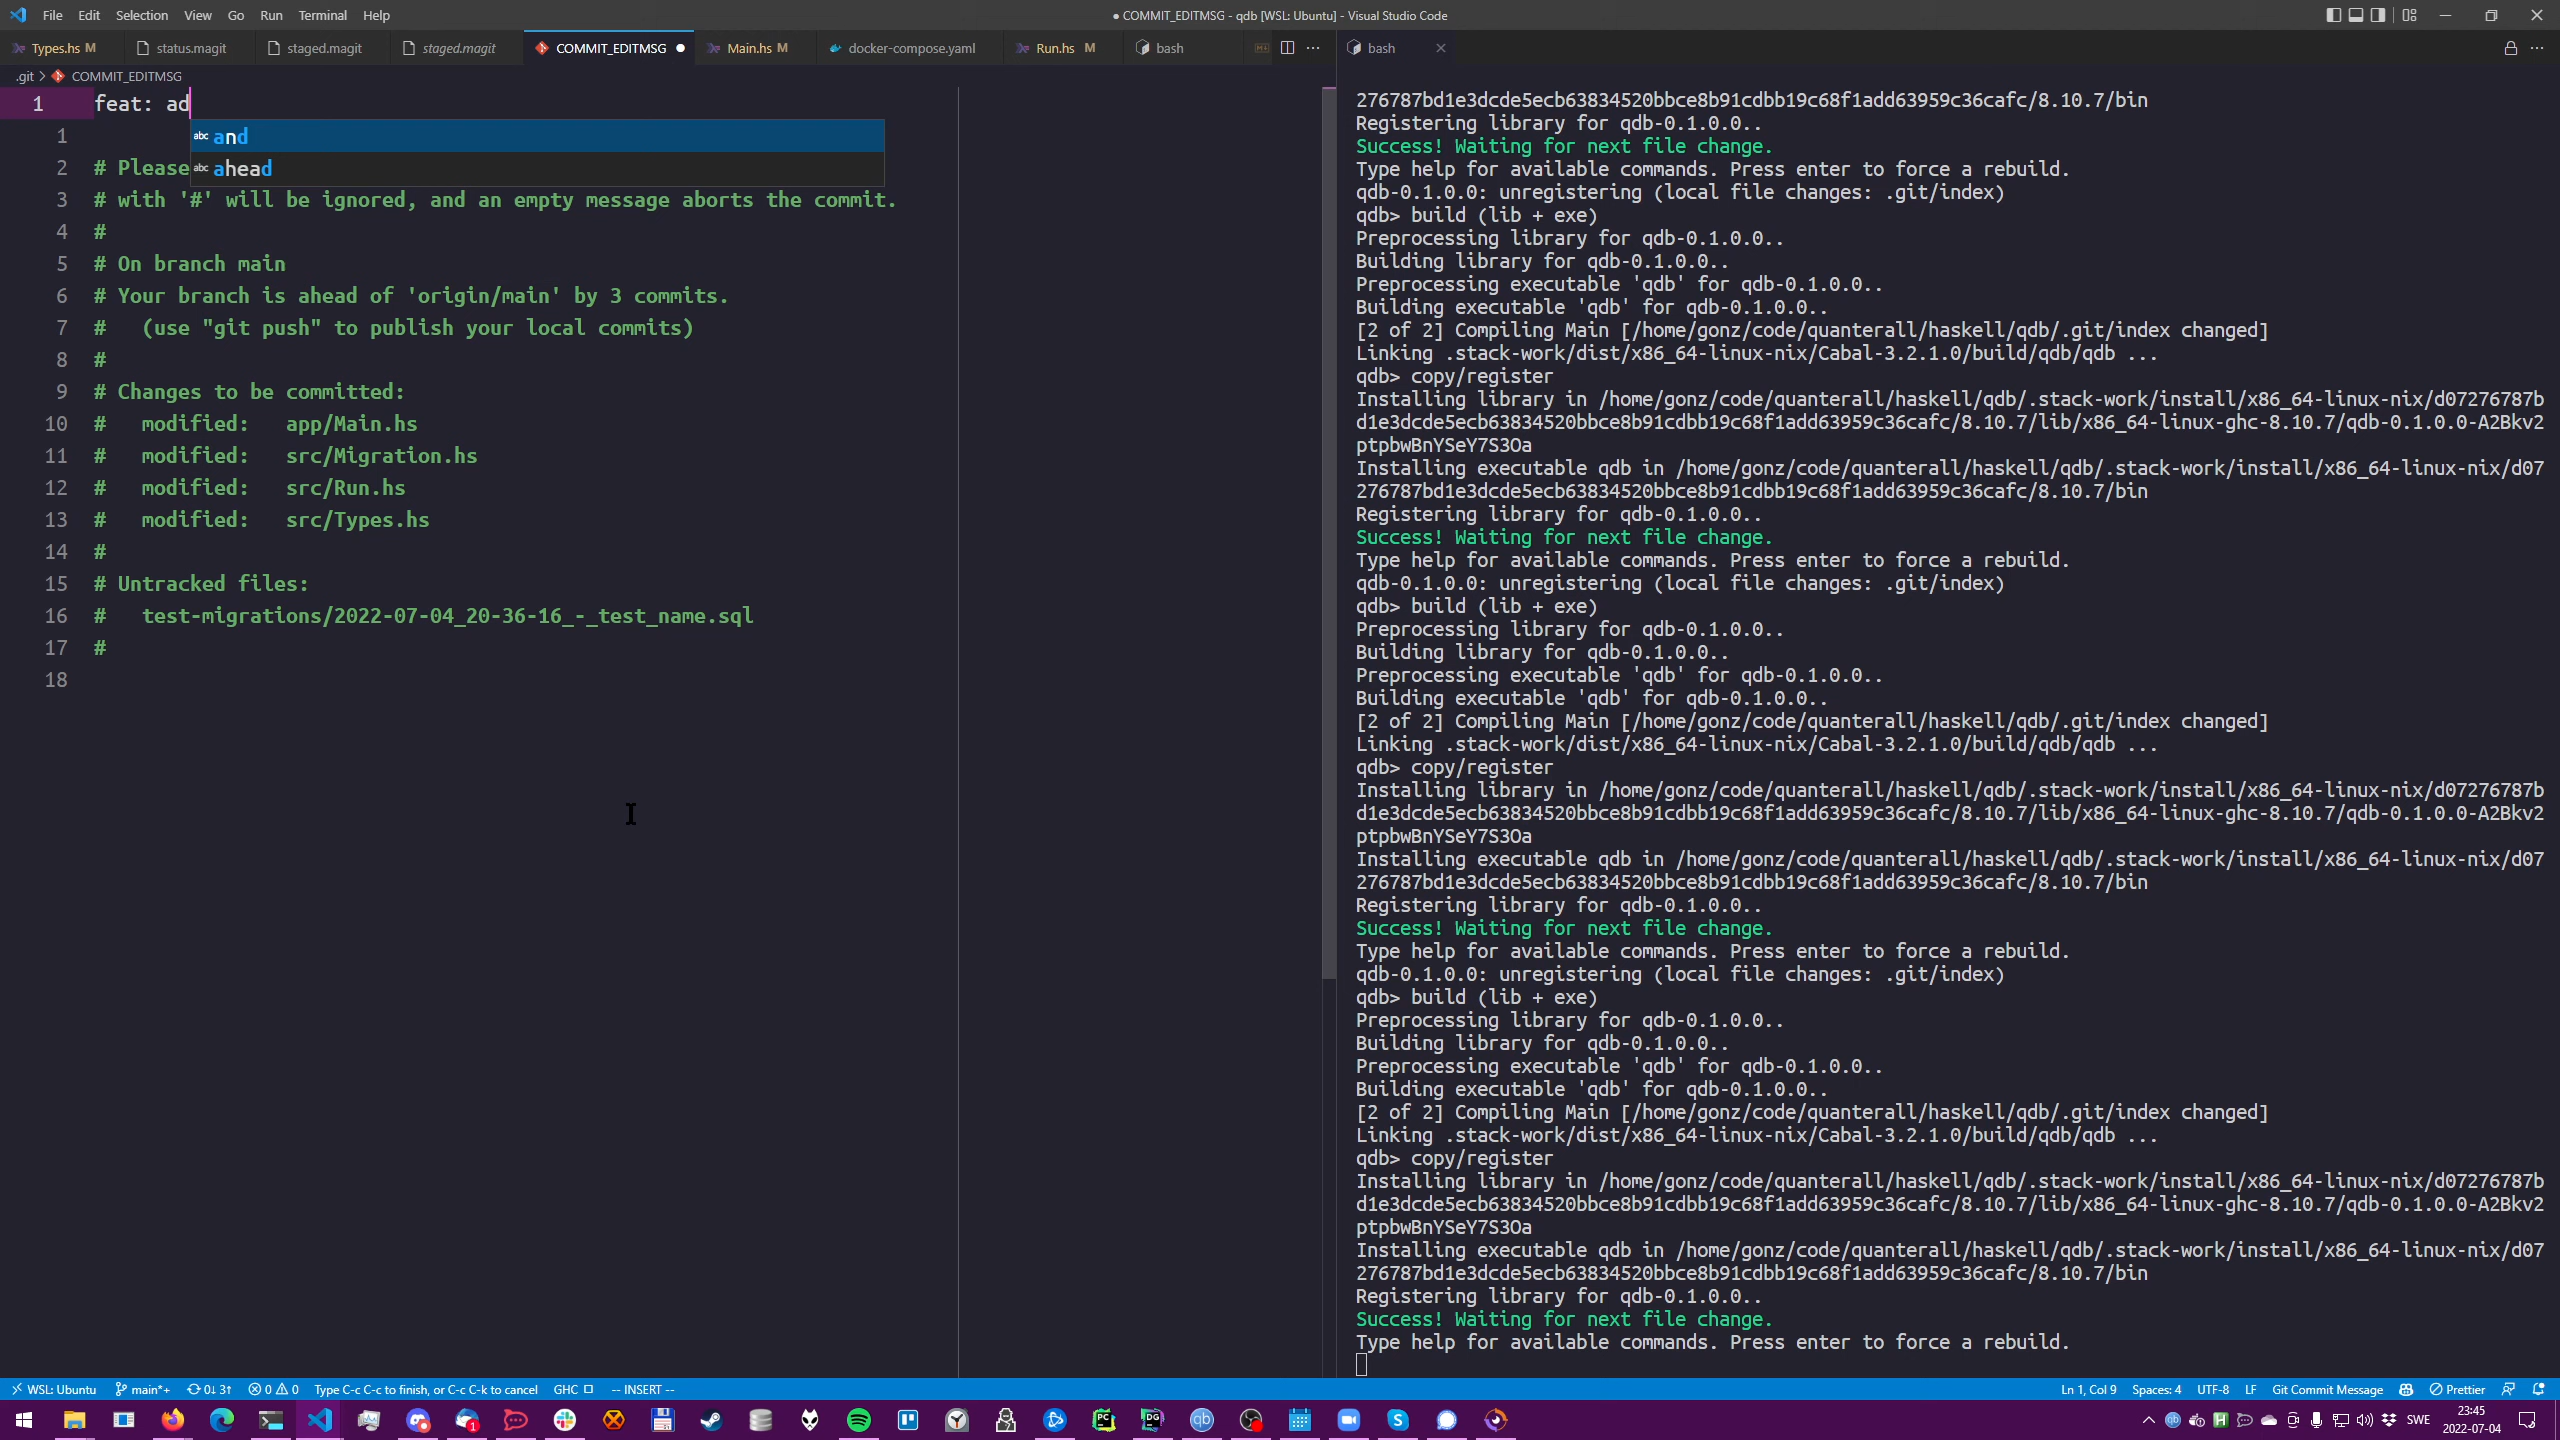 File Edit Selection View Go Run Terminal Help
● COMMIT_EDITMSG - qdb [WSL: Ubuntu] - Visual Studio Code
Types.hs M
status.magit
staged.magit
staged.magit
COMMIT_EDITMSG ●
Main.hs M
docker-compose.yaml
Run.hs M
bash
bash
.git > COMMIT_EDITMSG
1 feat: ad
abc and
abc ahead
1
2 # Please
3 # with '#' will be ignored, and an empty message aborts the commit.
4 #
5 # On branch main
6 # Your branch is ahead of 'origin/main' by 3 commits.
7 #   (use "git push" to publish your local commits)
8 #
9 # Changes to be committed:
10 #   modified:   app/Main.hs
11 #   modified:   src/Migration.hs
12 #   modified:   src/Run.hs
13 #   modified:   src/Types.hs
14 #
15 # Untracked files:
16 #   test-migrations/2022-07-04_20-36-16_-_test_name.sql
17 #
18
276787bd1e3dcde5ecb63834520bbce8b91cdbb19c68f1add63959c36cafc/8.10.7/bin
Registering library for qdb-0.1.0.0..
Success! Waiting for next file change.
Type help for available commands. Press enter to force a rebuild.
qdb-0.1.0.0: unregistering (local file changes: .git/index)
qdb> build (lib + exe)
Preprocessing library for qdb-0.1.0.0..
Building library for qdb-0.1.0.0..
Preprocessing executable 'qdb' for qdb-0.1.0.0..
Building executable 'qdb' for qdb-0.1.0.0..
[2 of 2] Compiling Main [/home/gonz/code/quanterall/haskell/qdb/.git/index changed]
Linking .stack-work/dist/x86_64-linux-nix/Cabal-3.2.1.0/build/qdb/qdb ...
qdb> copy/register
Installing library in /home/gonz/code/quanterall/haskell/qdb/.stack-work/install/x86_64-linux-nix/d07276787b
d1e3dcde5ecb63834520bbce8b91cdbb19c68f1add63959c36cafc/8.10.7/lib/x86_64-linux-ghc-8.10.7/qdb-0.1.0.0-A2Bkv2
ptpbwBnYSeY7S3Oa
Installing executable qdb in /home/gonz/code/quanterall/haskell/qdb/.stack-work/install/x86_64-linux-nix/d07
276787bd1e3dcde5ecb63834520bbce8b91cdbb19c68f1add63959c36cafc/8.10.7/bin
Registering library for qdb-0.1.0.0..
Success! Waiting for next file change.
Type help for available commands. Press enter to force a rebuild.
qdb-0.1.0.0: unregistering (local file changes: .git/index)
qdb> build (lib + exe)
Preprocessing library for qdb-0.1.0.0..
Building library for qdb-0.1.0.0..
Preprocessing executable 'qdb' for qdb-0.1.0.0..
Building executable 'qdb' for qdb-0.1.0.0..
[2 of 2] Compiling Main [/home/gonz/code/quanterall/haskell/qdb/.git/index changed]
Linking .stack-work/dist/x86_64-linux-nix/Cabal-3.2.1.0/build/qdb/qdb ...
qdb> copy/register
Installing library in /home/gonz/code/quanterall/haskell/qdb/.stack-work/install/x86_64-linux-nix/d07276787b
d1e3dcde5ecb63834520bbce8b91cdbb19c68f1add63959c36cafc/8.10.7/lib/x86_64-linux-ghc-8.10.7/qdb-0.1.0.0-A2Bkv2
ptpbwBnYSeY7S3Oa
Installing executable qdb in /home/gonz/code/quanterall/haskell/qdb/.stack-work/install/x86_64-linux-nix/d07
276787bd1e3dcde5ecb63834520bbce8b91cdbb19c68f1add63959c36cafc/8.10.7/bin
Registering library for qdb-0.1.0.0..
Success! Waiting for next file change.
Type help for available commands. Press enter to force a rebuild.
qdb-0.1.0.0: unregistering (local file changes: .git/index)
qdb> build (lib + exe)
Preprocessing library for qdb-0.1.0.0..
Building library for qdb-0.1.0.0..
Preprocessing executable 'qdb' for qdb-0.1.0.0..
Building executable 'qdb' for qdb-0.1.0.0..
[2 of 2] Compiling Main [/home/gonz/code/quanterall/haskell/qdb/.git/index changed]
Linking .stack-work/dist/x86_64-linux-nix/Cabal-3.2.1.0/build/qdb/qdb ...
qdb> copy/register
Installing library in /home/gonz/code/quanterall/haskell/qdb/.stack-work/install/x86_64-linux-nix/d07276787b
d1e3dcde5ecb63834520bbce8b91cdbb19c68f1add63959c36cafc/8.10.7/lib/x86_64-linux-ghc-8.10.7/qdb-0.1.0.0-A2Bkv2
ptpbwBnYSeY7S3Oa
Installing executable qdb in /home/gonz/code/quanterall/haskell/qdb/.stack-work/install/x86_64-linux-nix/d07
276787bd1e3dcde5ecb63834520bbce8b91cdbb19c68f1add63959c36cafc/8.10.7/bin
Registering library for qdb-0.1.0.0..
Success! Waiting for next file change.
Type help for available commands. Press enter to force a rebuild.
WSL: Ubuntu main*+ 0↓ 3↑ 0 0 Type C-c C-c to finish, or C-c C-k to cancel GHC -- INSERT --
Ln 1, Col 9 Spaces: 4 UTF-8 LF Git Commit Message Prettier
SWE
23:45
2022-07-04